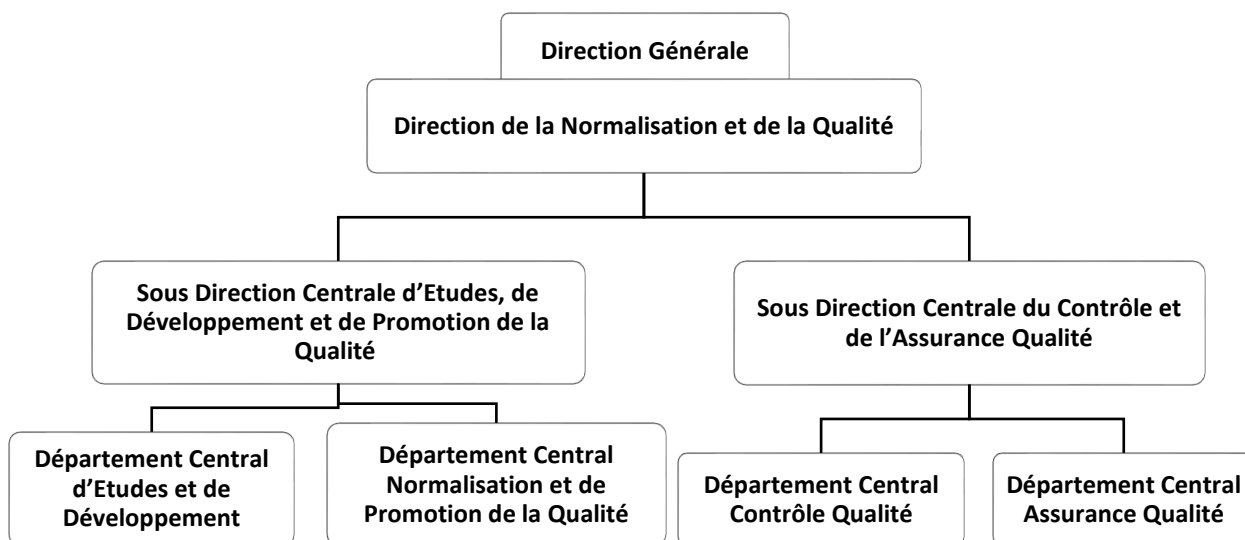 Direction Générale
Direction de la Normalisation et de la Qualité
Sous Direction Centrale d’Etudes, de
Développement et de Promotion de la
Qualité
Sous Direction Centrale du Contrôle et
de l’Assurance Qualité
Département Central
d’Etudes et de
Développement
Département Central
Normalisation et de
Promotion de la Qualité
Département Central
Contrôle Qualité
Département Central
Assurance Qualité